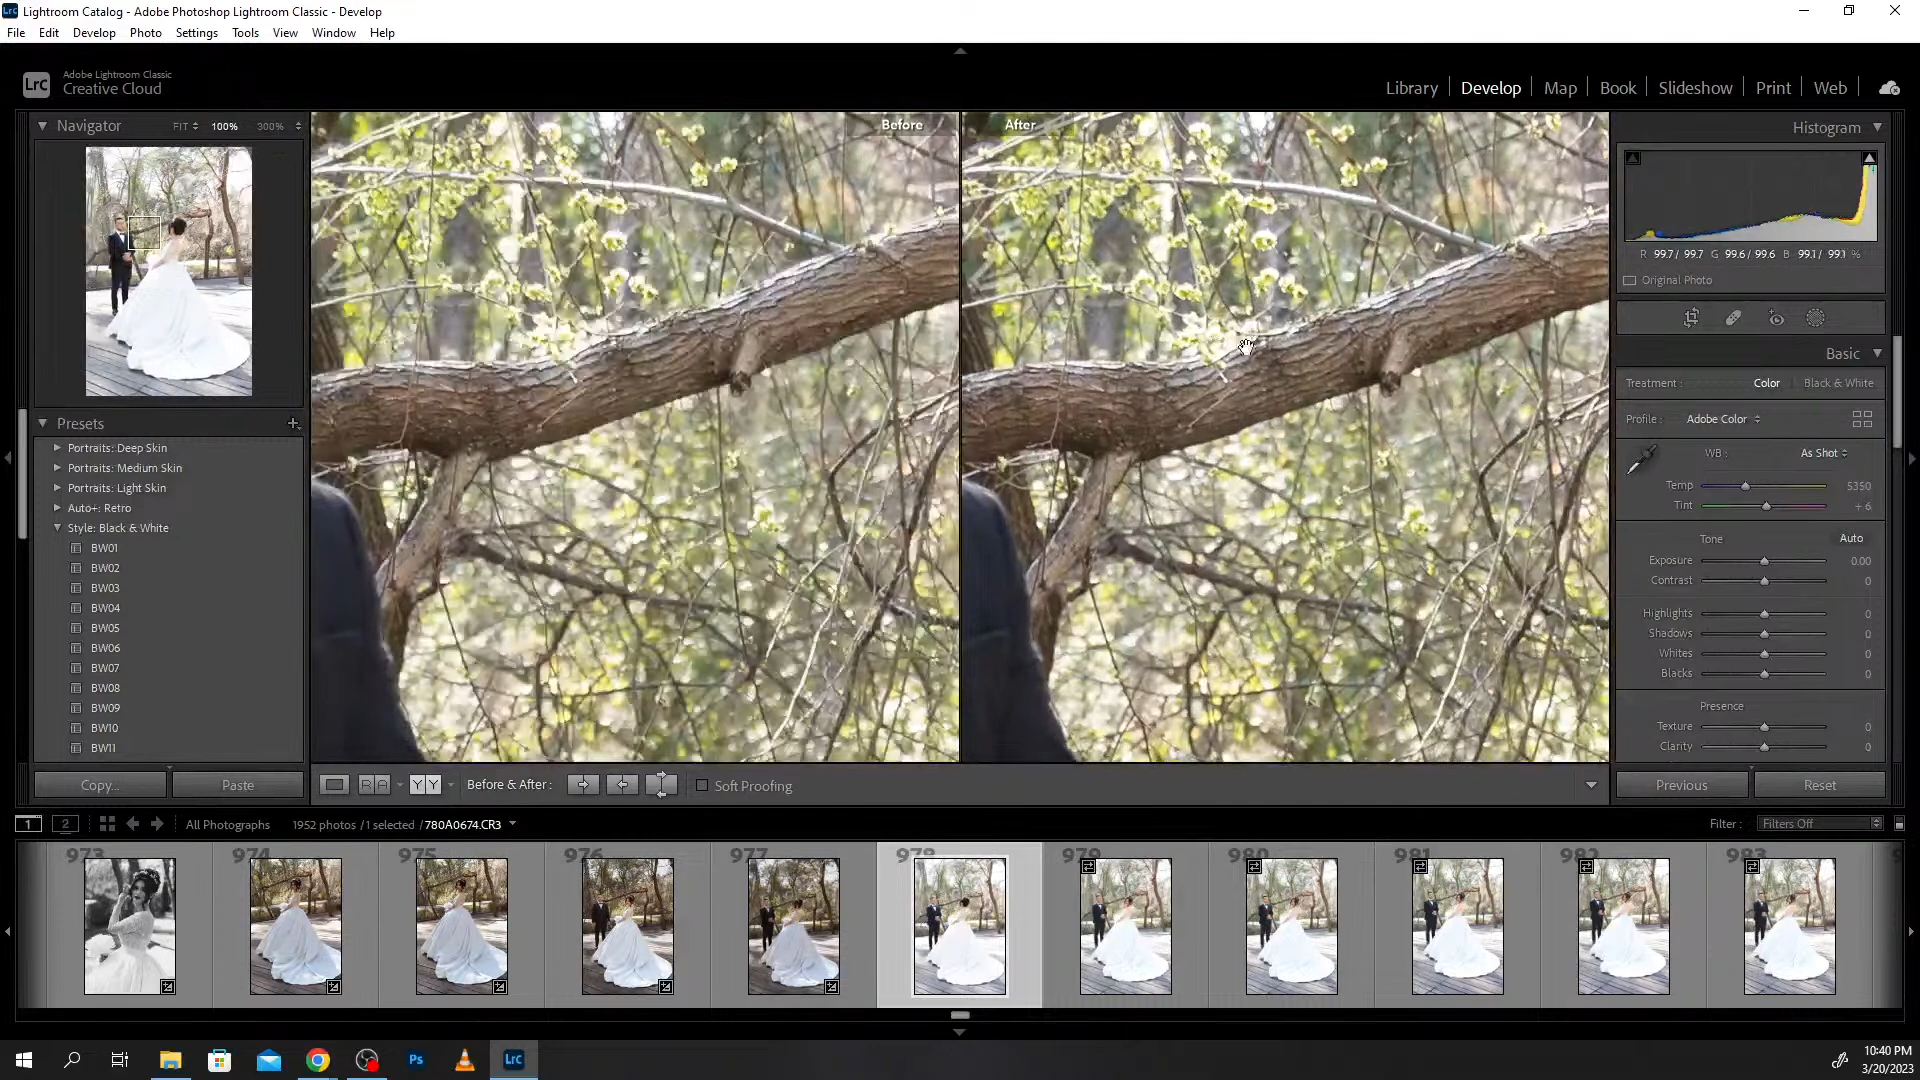 Lightroom Catalog - Adobe Photoshop Lightroom Classic - Develop
File Edit Develop Photo Settings Tools View Window Help
LrC Adobe Lightroom Classic
Creative Cloud
Library Develop Map Book Slideshow Print Web
Navigator FIT 100% 300%
Before After
Histogram
R 99.7 / 99.7 G 99.6 / 99.6 B 99.1 / 99.1 %
Original Photo
Basic
Treatment : Color Black & White
Profile : Adobe Color
WB : As Shot
Temp 5350
Tint + 6
Tone Auto
Exposure 0.00
Contrast 0
Highlights 0
Shadows 0
Whites 0
Blacks 0
Presence
Texture 0
Clarity 0
Presets
Portraits: Deep Skin
Portraits: Medium Skin
Portraits: Light Skin
Auto+: Retro
Style: Black & White
BW01
BW02
BW03
BW04
BW05
BW06
BW07
BW08
BW09
BW10
BW11
Copy... Paste
R A Y Y Before & After : Soft Proofing
Previous Reset
1 2 All Photographs 1952 photos / 1 selected / 780A0674.CR3
Filter : Filters Off
973 974 975 976 977 978 979 980 981 982 983
Ps LrC
10:40 PM
3/20/2023